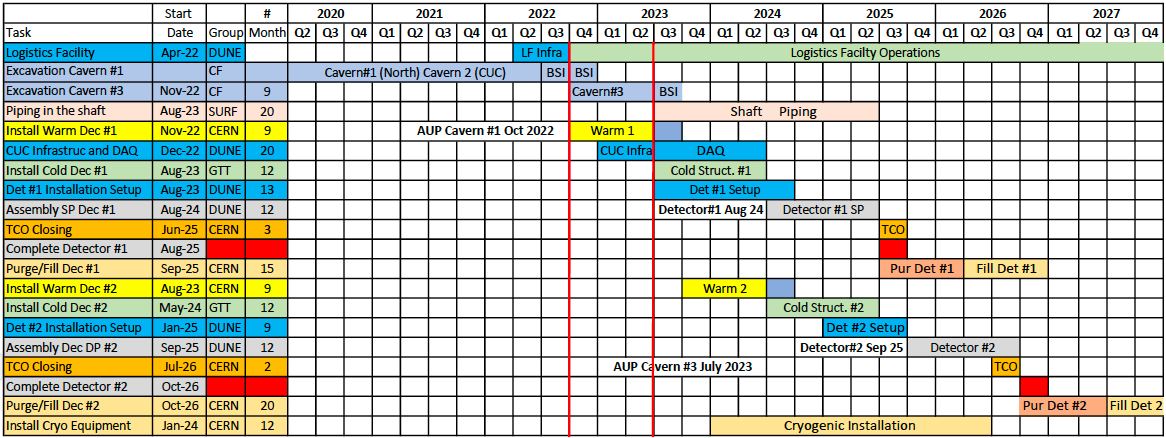 Start # 2020 2021 2022 2023 2024 2025 2026 2027
Task Date Group Month Q2 Q3 Q4 Q1 Q2 Q3 Q4 Q1 Q2 Q3 Q4 Q1 Q2 Q3 Q4 Q1 Q2 Q3 Q4 Q1 Q2 Q3 Q4 Q1 Q2 Q3 Q4 Q1 Q2 Q3 Q4
Logistics Facility Apr-22 DUNE LF Infra Logistics Facilty Operations
Excavation Cavern #1 CF Cavern#1 (North) Cavern 2 (CUC) BSI BSI
Excavation Cavern #3 Nov-22 CF 9 Cavern#3 BSI
Piping in the shaft Aug-23 SURF 20 Shaft Piping
Install Warm Dec #1 Nov-22 CERN 9 AUP Cavern #1 Oct 2022 Warm 1
CUC Infrastruc and DAQ Dec-22 DUNE 20 CUC Infra DAQ
Install Cold Dec #1 Aug-23 GTT 12 Cold Struct. #1
Det #1 Installation Setup Aug-23 DUNE 13 Det #1 Setup
Assembly SP Dec #1 Aug-24 DUNE 12 Detector#1 Aug 24 Detector #1 SP
TCO Closing Jun-25 CERN 3 TCO
Complete Detector #1 Aug-25
Purge/Fill Dec #1 Sep-25 CERN 15 Pur Det #1 Fill Det #1
Install Warm Dec #2 Aug-23 CERN 9 Warm 2
Install Cold Dec #2 May-24 GTT 12 Cold Struct. #2
Det #2 Installation Setup Jan-25 DUNE 9 Det #2 Setup
Assembly Dec DP #2 Sep-25 DUNE 12 Detector#2 Sep 25 Detector #2
TCO Closing Jul-26 CERN 2 AUP Cavern #3 July 2023 TCO
Complete Detector #2 Oct-26
Purge/Fill Dec #2 Oct-26 CERN 20 Pur Det #2 Fill Det 2
Install Cryo Equipment Jan-24 CERN 12 Cryogenic Installation